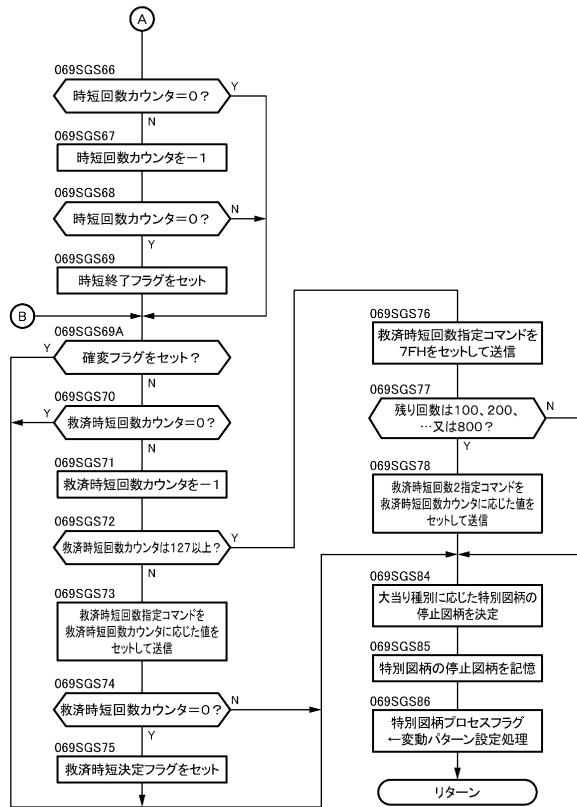 A
069SGS66
時短回数カウンタ=0?
Y
N
069SGS67
時短回数カウンタを-1
069SGS68
時短回数カウンタ=0?
N
Y
069SGS69
時短終了フラグをセット
B
069SGS69A
Y
確変フラグをセット?
N
069SGS70
Y
救済時短回数カウンタ=0?
N
069SGS71
救済時短回数カウンタを-1
069SGS72
救済時短回数カウンタは127以上?
Y
N
069SGS73
救済時短回数指定コマンドを
救済時短回数カウンタに応じた値を
セットして送信
069SGS74
救済時短回数カウンタ=0?
N
Y
069SGS75
救済時短決定フラグをセット
069SGS76
救済時短回数指定コマンドを
7FHをセットして送信
069SGS77
残り回数は100、200、
…又は800?
N
Y
069SGS78
救済時短回数2指定コマンドを
救済時短回数カウンタに応じた値を
セットして送信
069SGS84
大当り種別に応じた特別図柄の
停止図柄を決定
069SGS85
特別図柄の停止図柄を記憶
069SGS86
特別図柄プロセスフラグ
←変動パターン設定処理
リターン